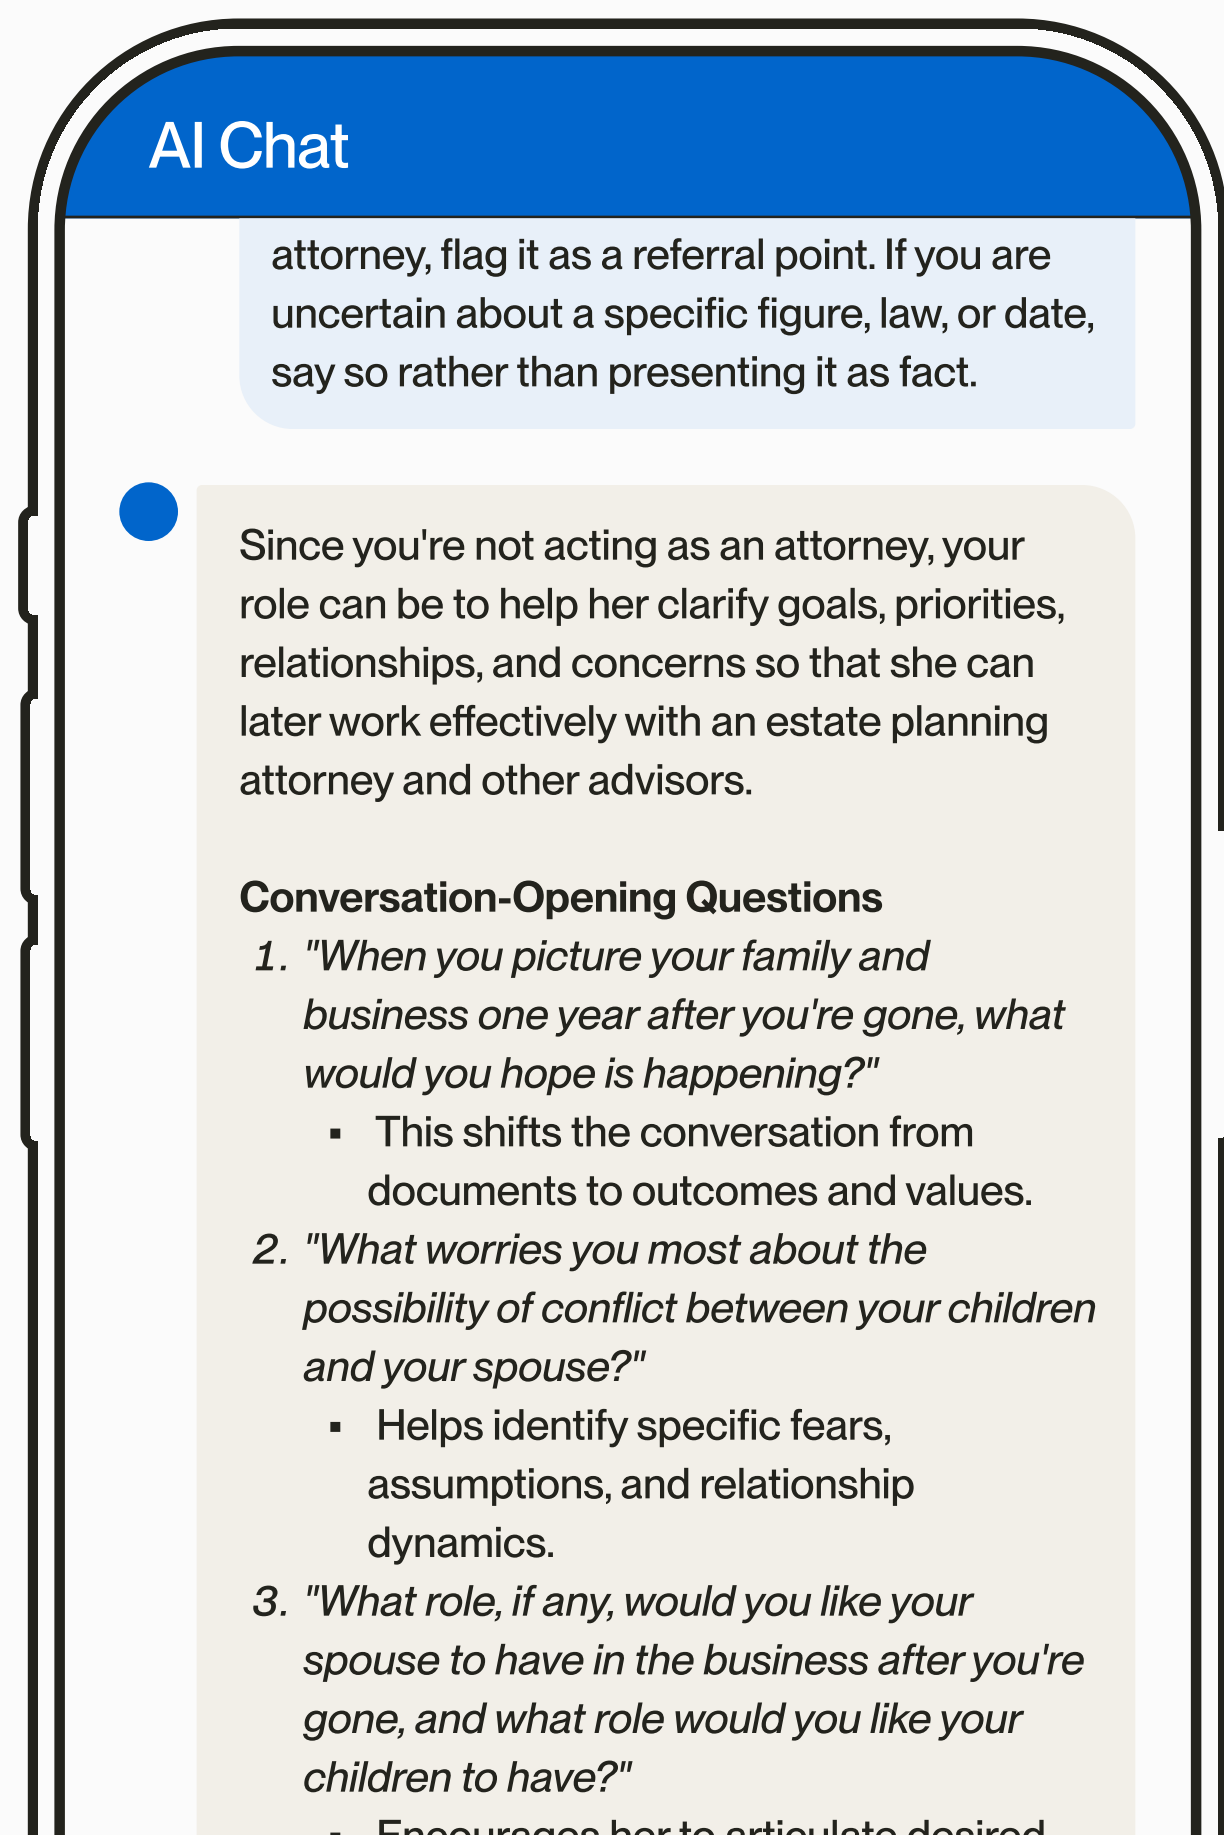 AI Chat
attorney, flag it as a referral point. If you are
uncertain about a specific figure, law, or date,
say so rather than presenting it as fact.
Since you're not acting as an attorney, your
role can be to help her clarify goals, priorities,
relationships, and concerns so that she can
later work effectively with an estate planning
attorney and other advisors.
Conversation-Opening Questions
1. "When you picture your family and
business one year after you're gone, what
would you hope is happening?"
▪ This shifts the conversation from
documents to outcomes and values.
2. "What worries you most about the
possibility of conflict between your children
and your spouse?"
▪ Helps identify specific fears,
assumptions, and relationship
dynamics.
3. "What role, if any, would you like your
spouse to have in the business after you're
gone, and what role would you like your
children to have?"
▪ Encourages her to articulate desired